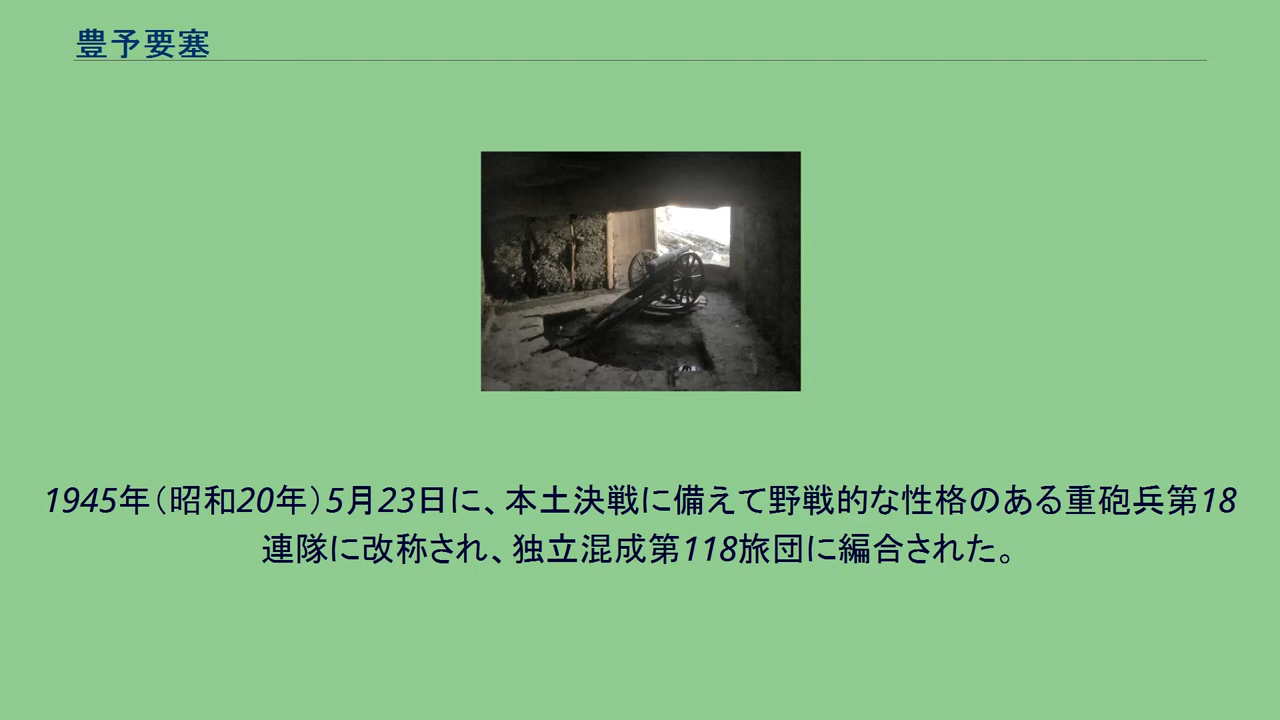 豊予要塞
1945年（昭和20年）5月23日に、本土決戦に備えて野戦的な性格のある重砲兵第18
連隊に改称され、独立混成第118旅団に編合された。